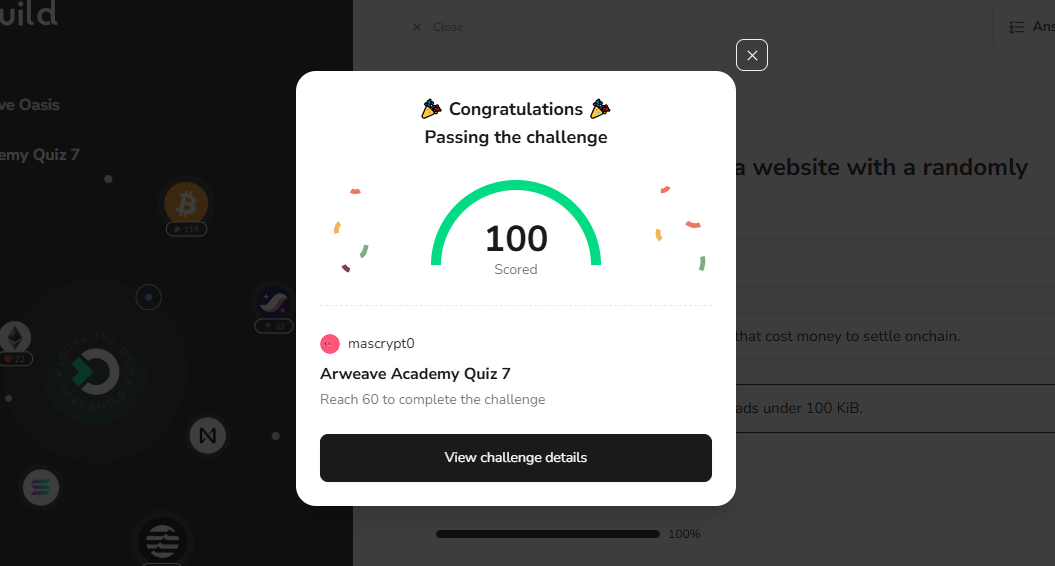 uild
Close
Ans
ve Oasis
emy Quiz 7
Congratulations
Passing the challenge
a website with a randomly
115
100
Scored
32
that cost money to settle onchain.
22
mascrypt0
Arweave Academy Quiz 7
Reach 60 to complete the challenge
ads under 100 KiB.
View challenge details
100%